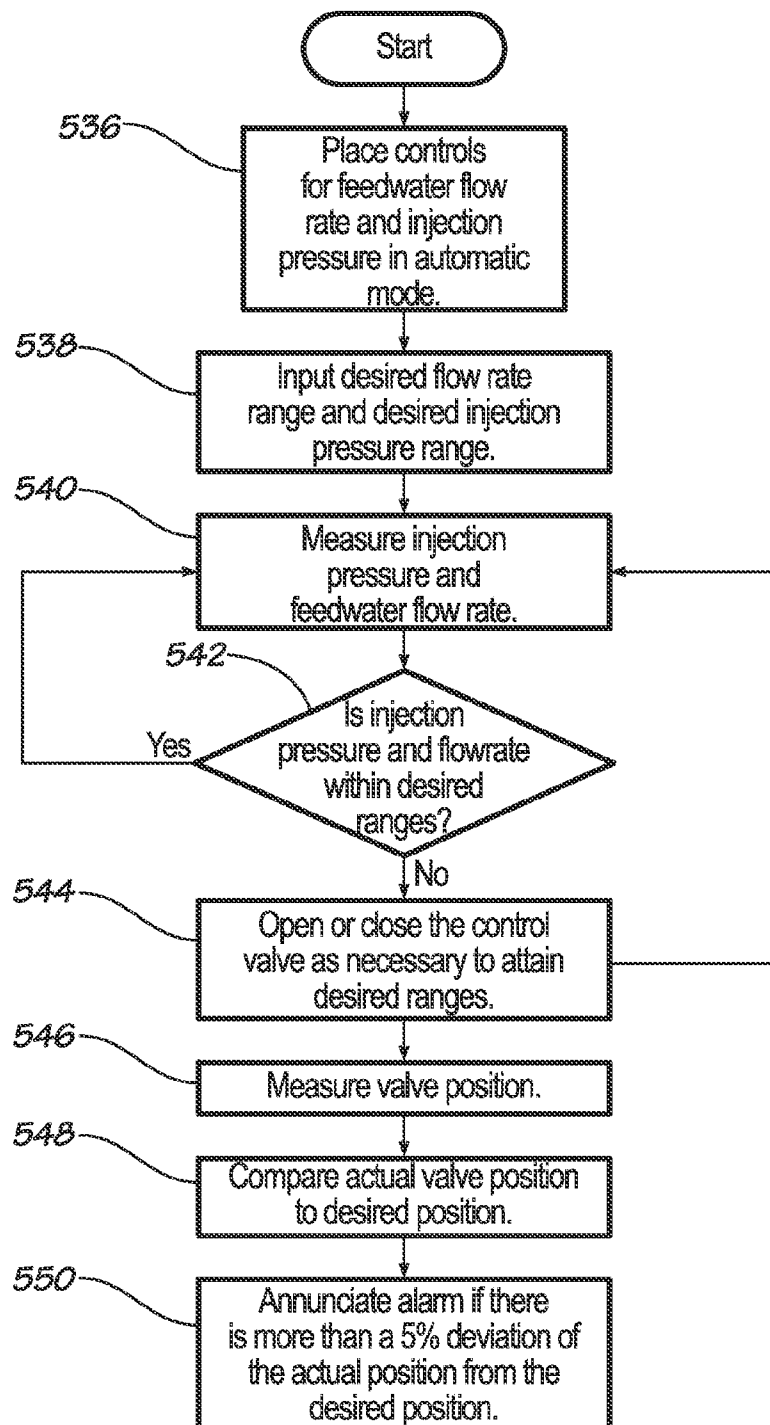 Start
536
Place controls
for feedwater flow
rate and injection
pressure in automatic
mode.
538
Input desired flow rate
range and desired injection
pressure range.
540
Measure injection
pressure and
feedwater flow rate.
542
Is injection
pressure and flowrate
within desired
ranges?
Yes
No
544
Open or close the control
valve as necessary to attain
desired ranges.
546
Measure valve position.
548
Compare actual valve position
to desired position.
550
Annunciate alarm if there
is more than a 5% deviation of
the actual position from the
desired position.